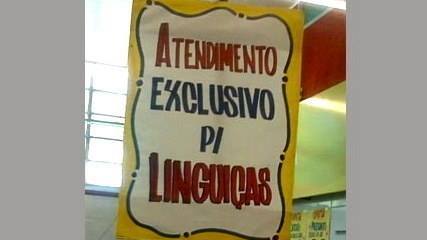 ATENDIMENTO
EXCLUSIVO
P/
LINGUIÇAS